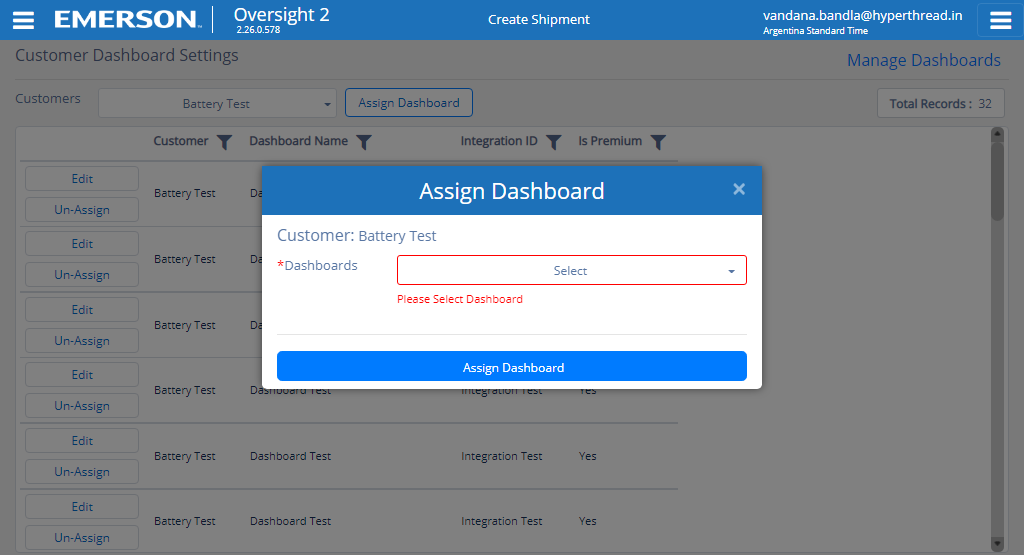 EMERSON™ Oversight 2 Create Shipment vandana.bandla@hyperthread.in
2.26.0.578 Argentina Standard Time
Customer Dashboard Settings Manage Dashboards
Customers Battery Test Assign Dashboard Total Records : 32
Customer Dashboard Name Integration ID Is Premium
Edit
Un-Assign
Battery Test Da
Assign Dashboard ×
Customer: Battery Test
*Dashboards Select
Please Select Dashboard
Assign Dashboard
Edit
Un-Assign
Battery Test Da
Edit
Un-Assign
Battery Test Da
Edit
Un-Assign
Battery Test Dashboard Test Integration Test Yes
Edit
Un-Assign
Battery Test Dashboard Test Integration Test Yes
Edit
Un-Assign
Battery Test Dashboard Test Integration Test Yes